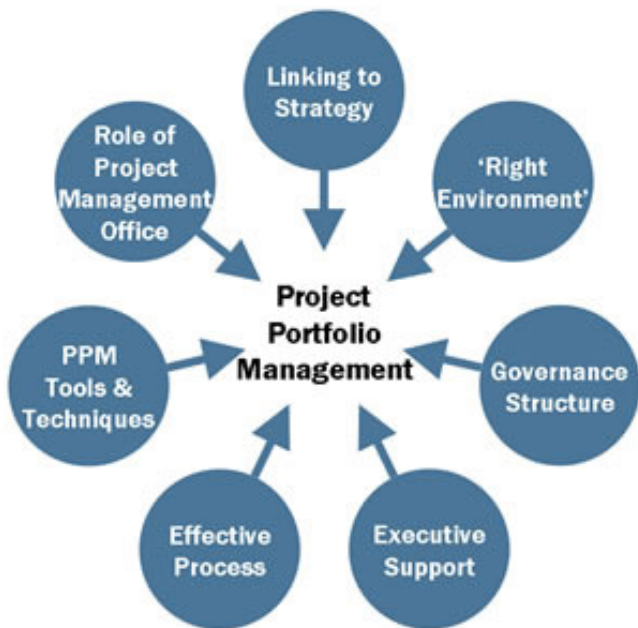 Linking to
Strategy
'Right
Environment'
Governance
Structure
Executive
Support
Effective
Process
PPM
Tools &
Techniques
Role of
Project
Management
Office
Project
Portfolio
Management